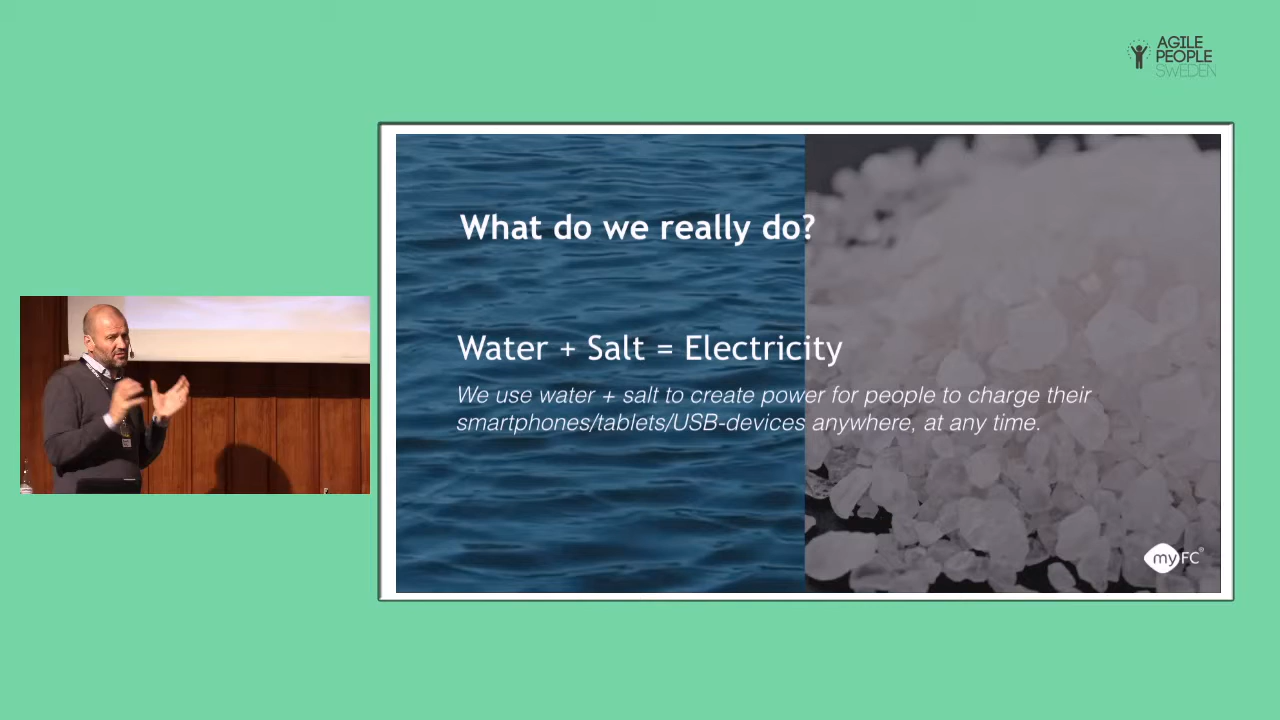 AGILE
PEOPLE
SWEDEN
What do we really do?
Water + Salt = Electricity
We use water + salt to create power for people to charge their
smartphones/tablets/USB-devices anywhere, at any time.
myFC®